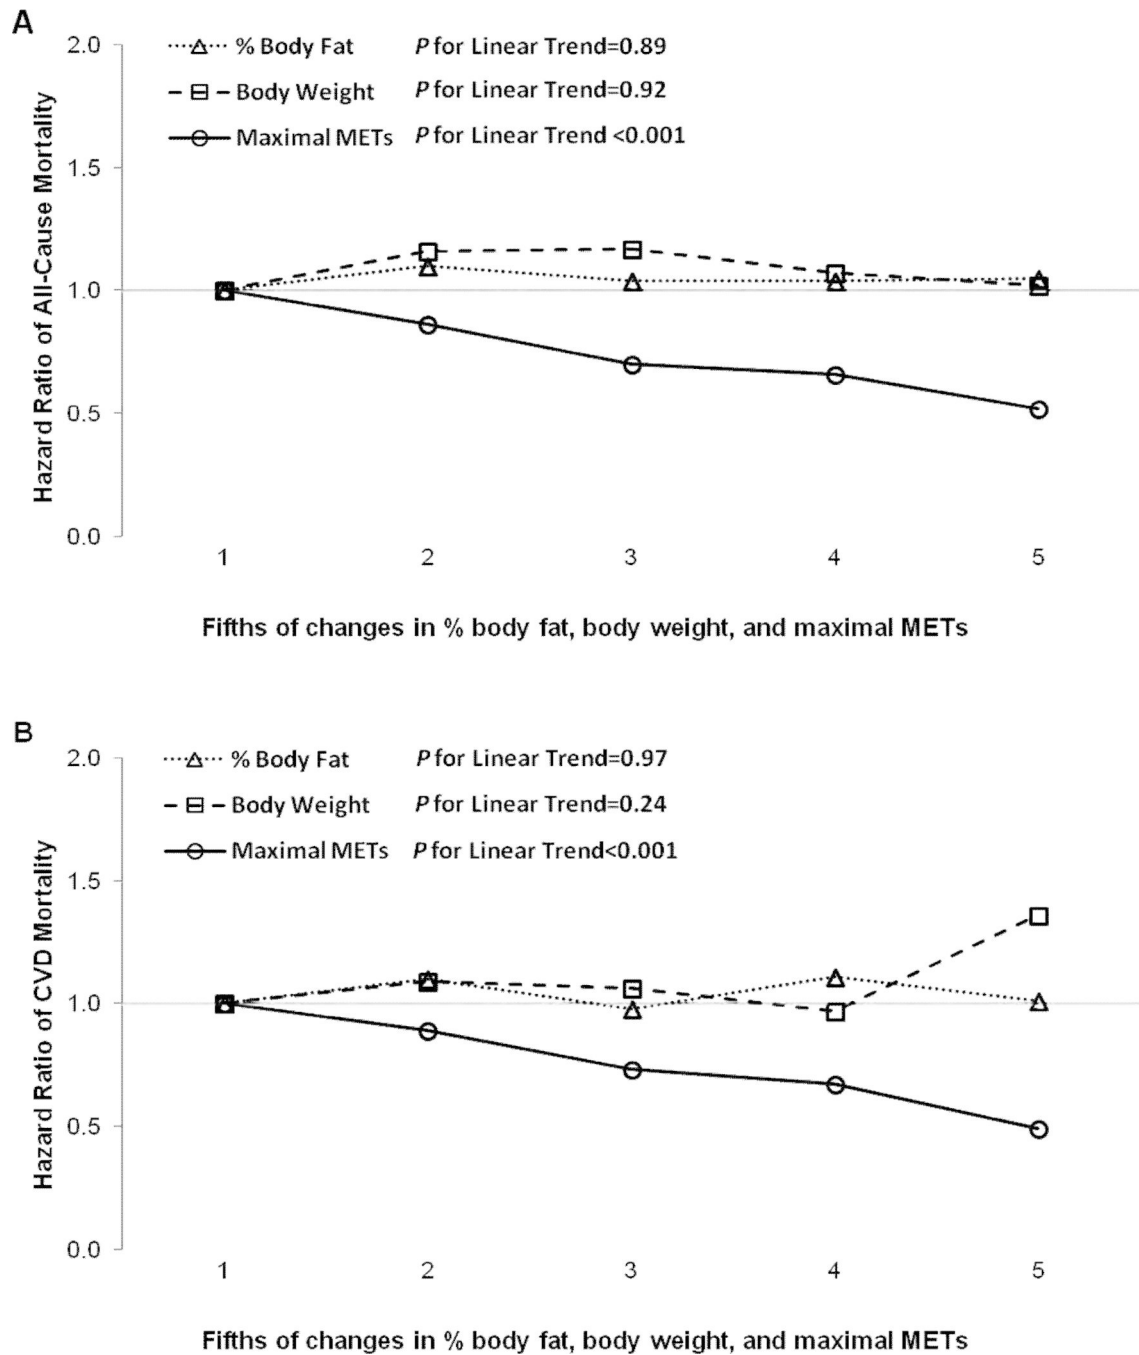 A
2.0
% Body Fat P for Linear Trend=0.89
Body Weight P for Linear Trend=0.92
Maximal METs P for Linear Trend <0.001
1.5
1.0
0.5
0.0
Hazard Ratio of All-Cause Mortality
1 2 3 4 5
Fifths of changes in % body fat, body weight, and maximal METs
B
2.0
% Body Fat P for Linear Trend=0.97
Body Weight P for Linear Trend=0.24
Maximal METs P for Linear Trend<0.001
1.5
1.0
0.5
0.0
Hazard Ratio of CVD Mortality
1 2 3 4 5
Fifths of changes in % body fat, body weight, and maximal METs